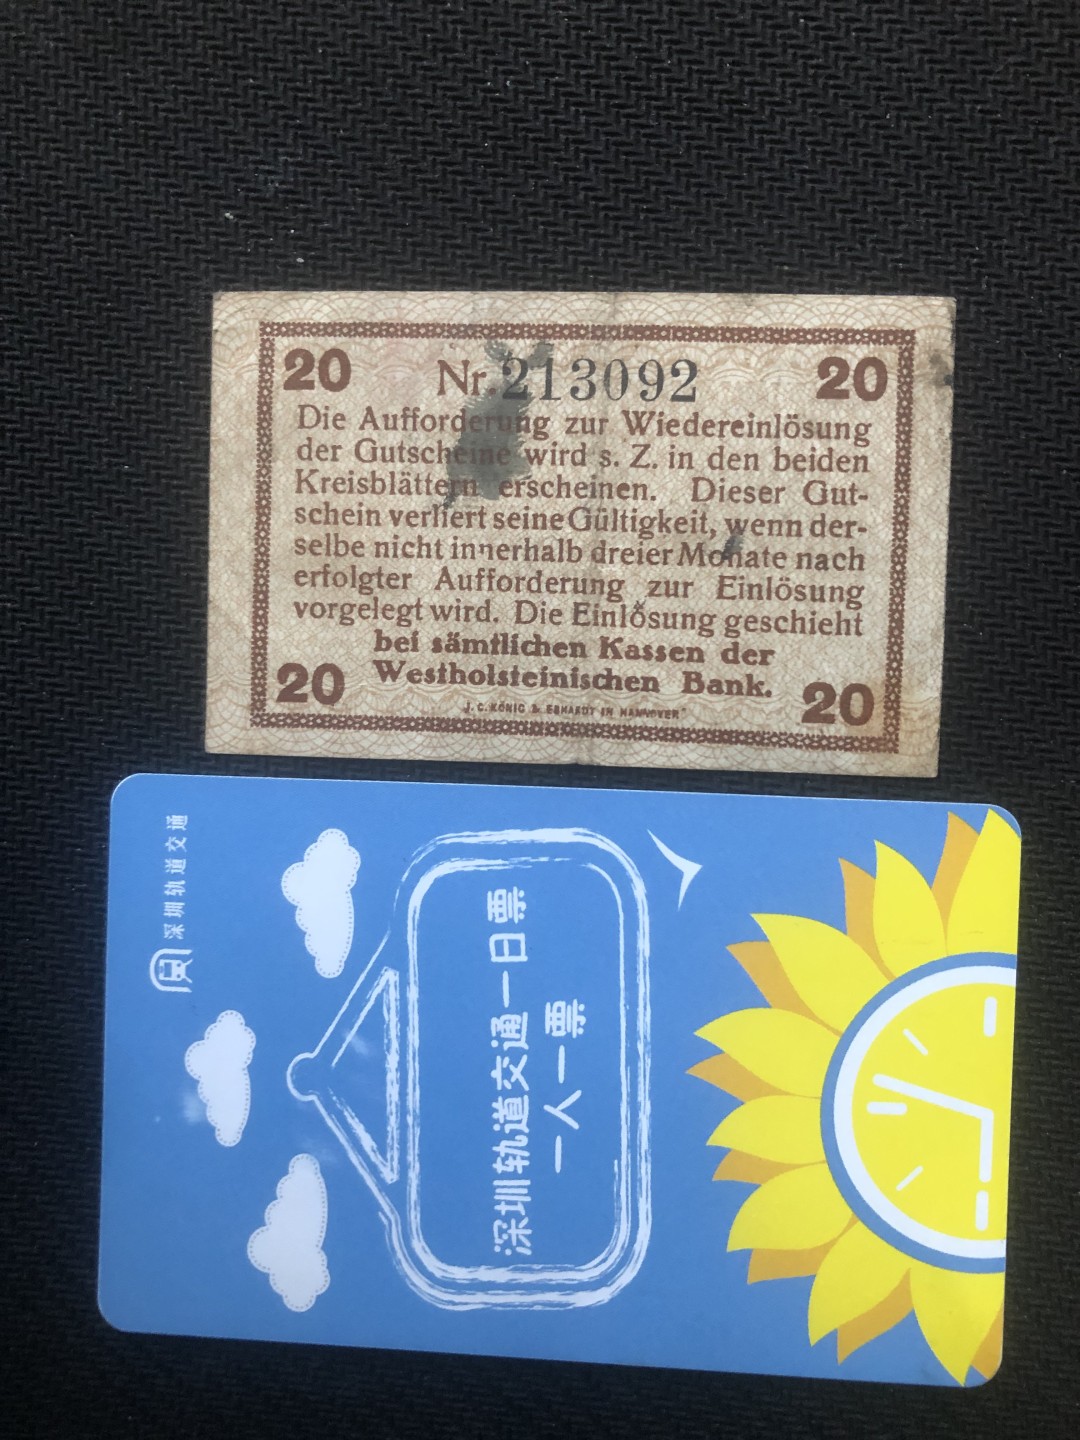 20 Nr. 213092 20
Die Aufforderung zur Wiedereinlösung
der Gutscheine wird s. Z. in den beiden
Kreisblättern erscheinen. Dieser Gut-
schein verliert seine Gültigkeit, wenn der-
selbe nicht innerhalb dreier Monate nach
erfolgter Aufforderung zur Einlösung
vorgelegt wird. Die Einlösung geschieht
bei sämtlichen Kassen der
Westholsteinischen Bank.
20 20
J. C. KÖNIG & EBHARDT IN HANNOVER
深圳轨道交通
深圳轨道交通一日票
一人一票